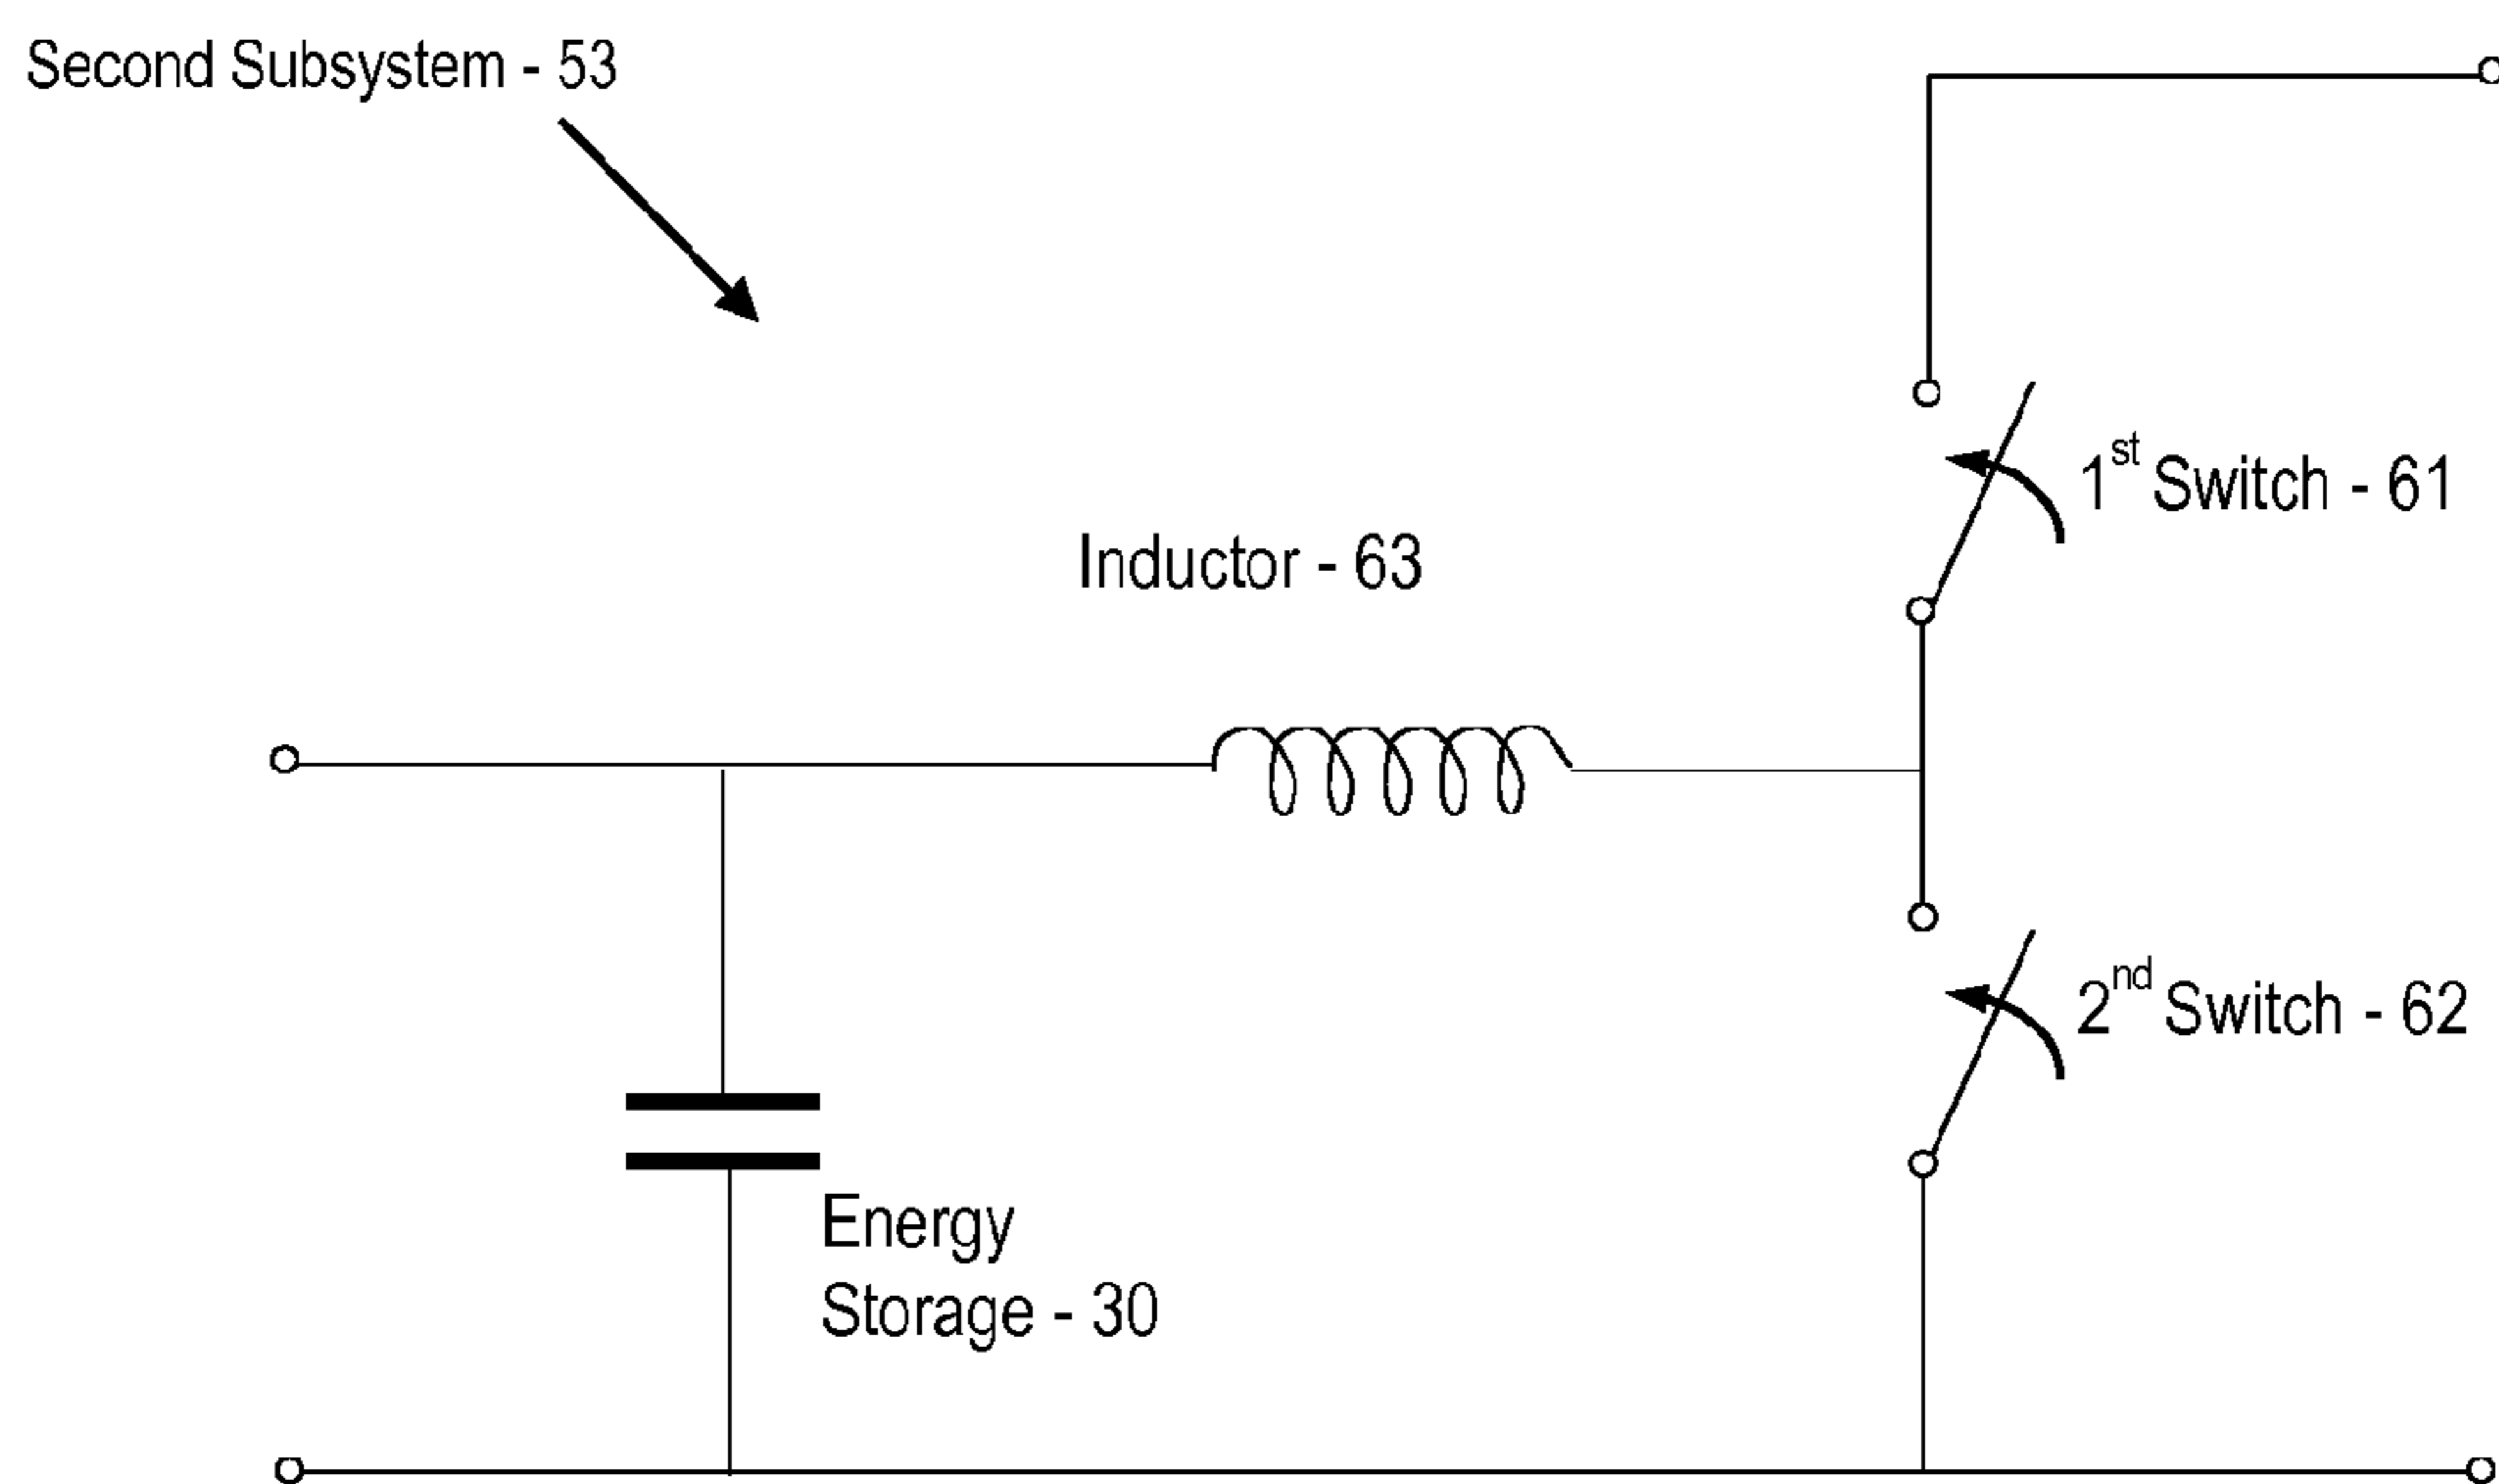 Second Subsystem - 53
1st Switch - 61
Inductor - 63
2nd Switch - 62
Energy
Storage - 30